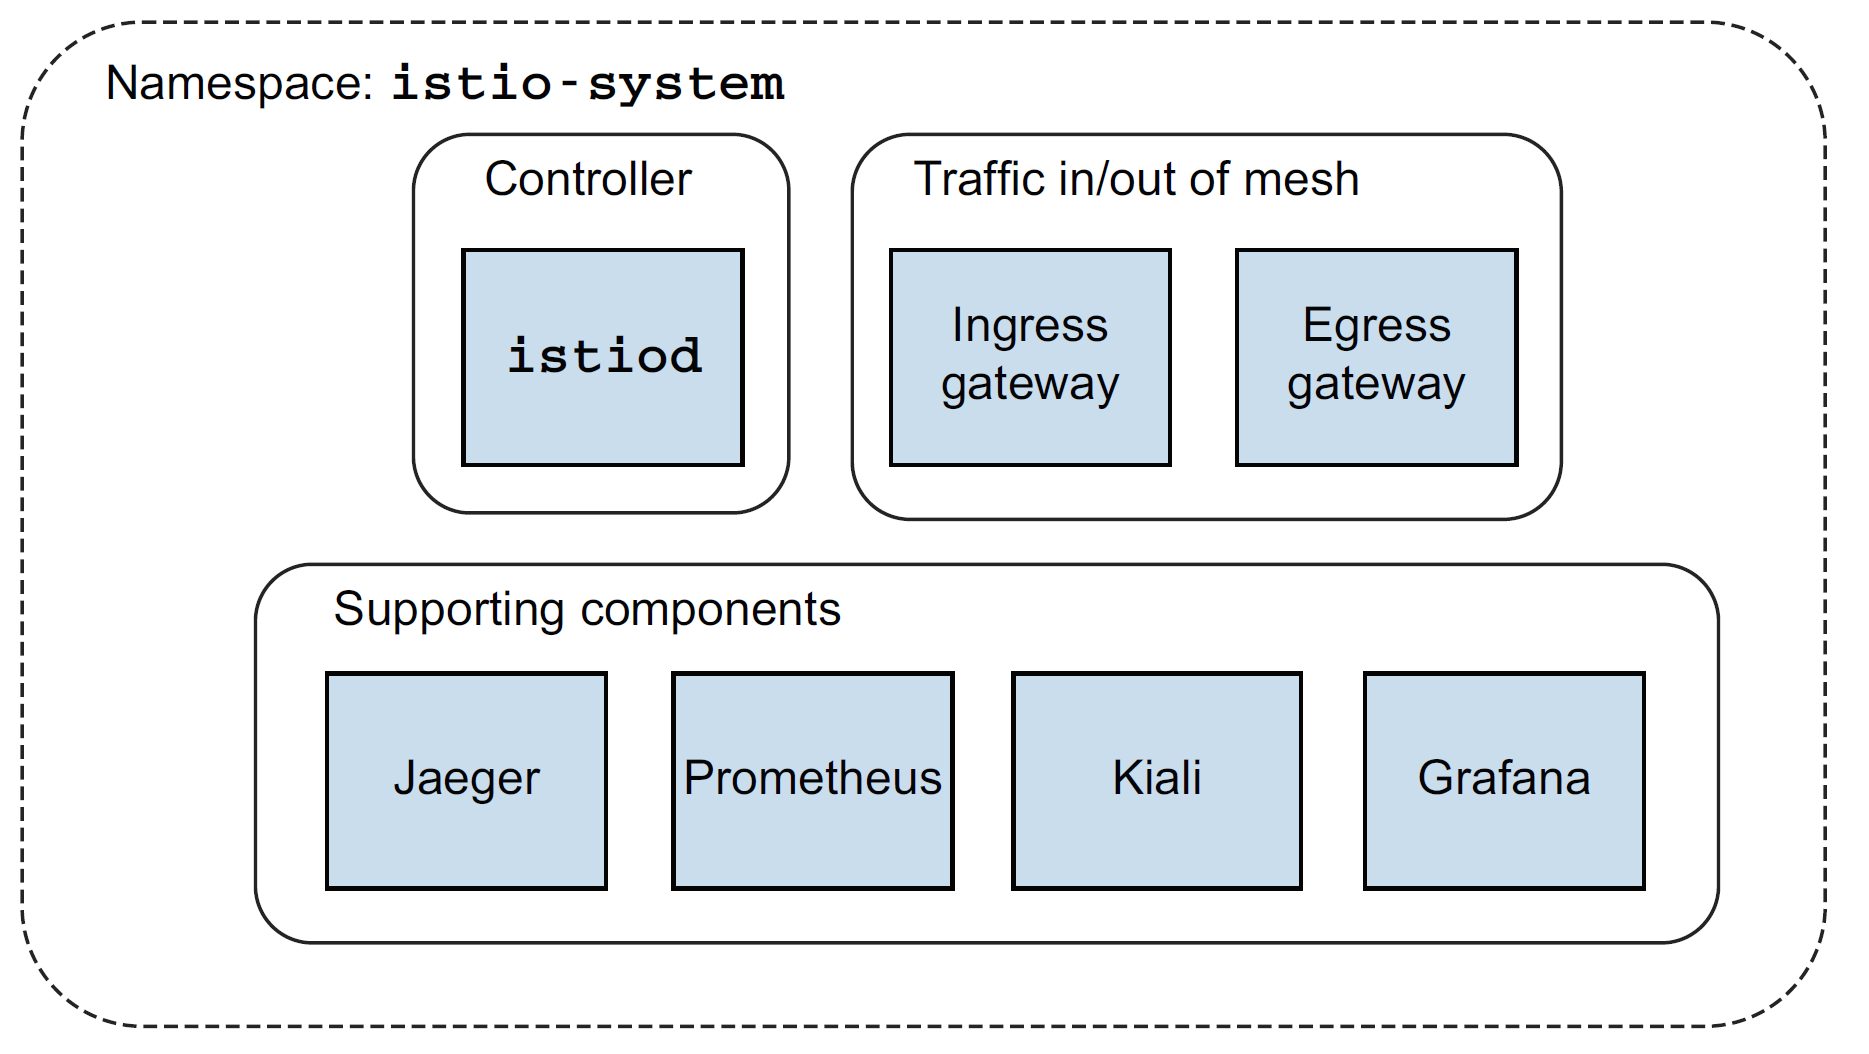 Namespace: istio-system
Controller
Traffic in/out of mesh
istiod
Ingress
gateway
Egress
gateway
Supporting components
Jaeger
Prometheus
Kiali
Grafana